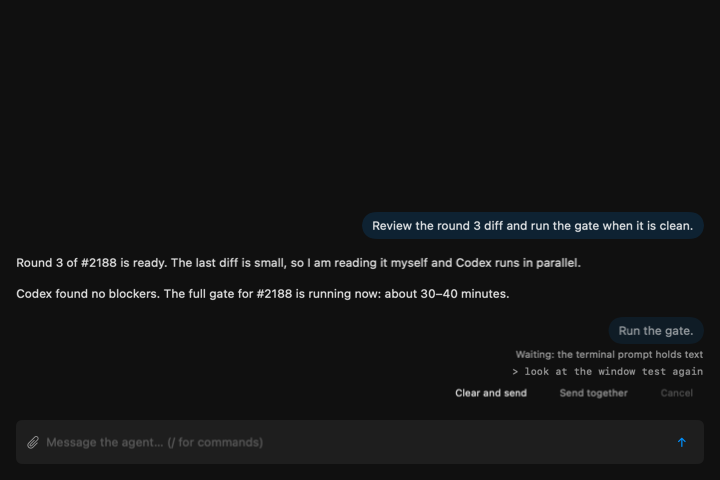 Review the round 3 diff and run the gate when it is clean.
Round 3 of #2188 is ready. The last diff is small, so I am reading it myself and Codex runs in parallel.
Codex found no blockers. The full gate for #2188 is running now: about 30–40 minutes.
Run the gate.
Waiting: the terminal prompt holds text
> look at the window test again
Clear and send Send together Cancel
Message the agent... (/ for commands)